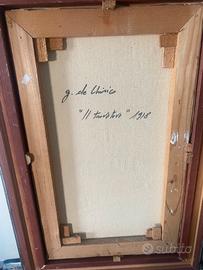 g. de Chirico
"Il trovatore" 1918
subito